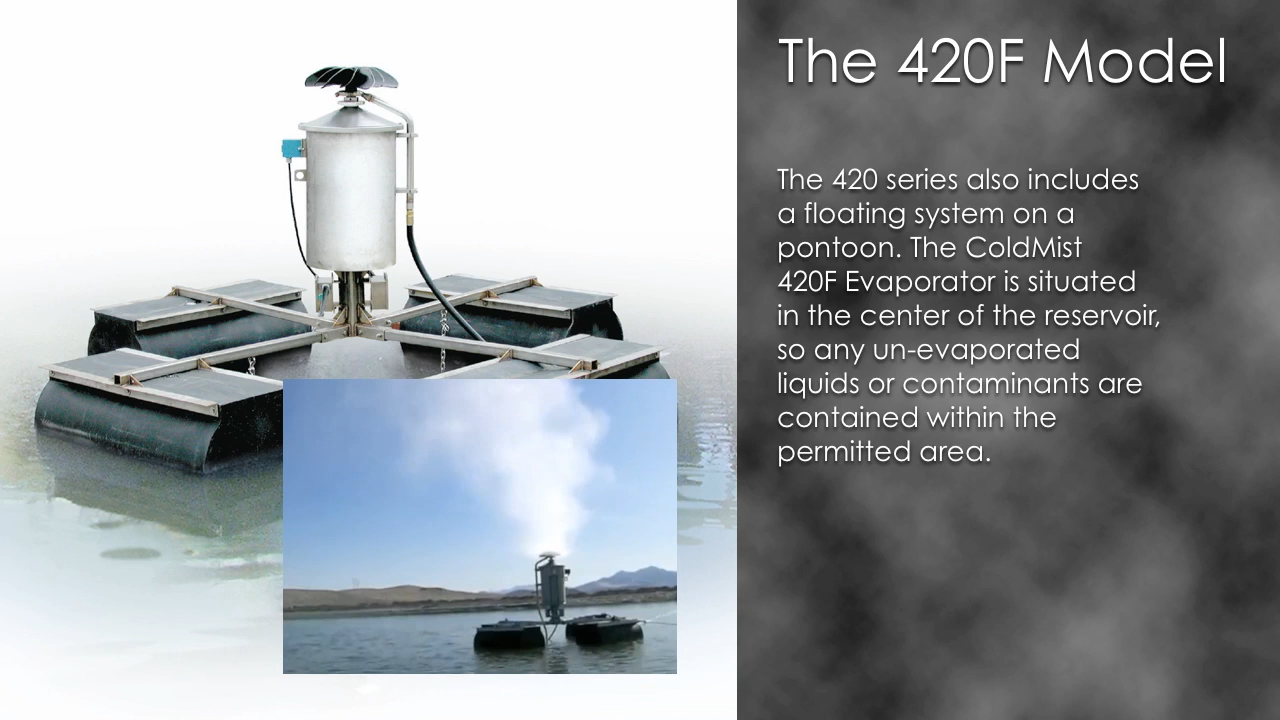 The 420F Model
The 420 series also includes
a floating system on a
pontoon. The ColdMist
420F Evaporator is situated
in the center of the reservoir,
so any un-evaporated
liquids or contaminants are
contained within the
permitted area.